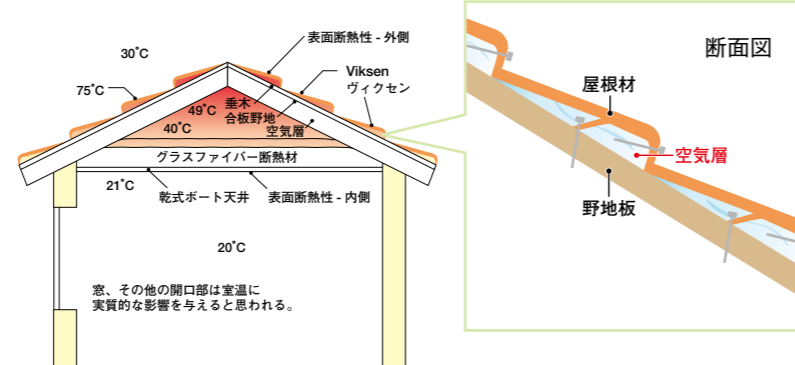 30°C
表面断熱性 - 外側
75°C
Viksen
ヴィクセン
49°C
垂木
合板野地
40°C
空気層
グラスファイバー断熱材
21°C
乾式ボート天井
表面断熱性 - 内側
20°C
窓、その他の開口部は室温に
実質的な影響を与えると思われる。
断面図
屋根材
空気層
野地板